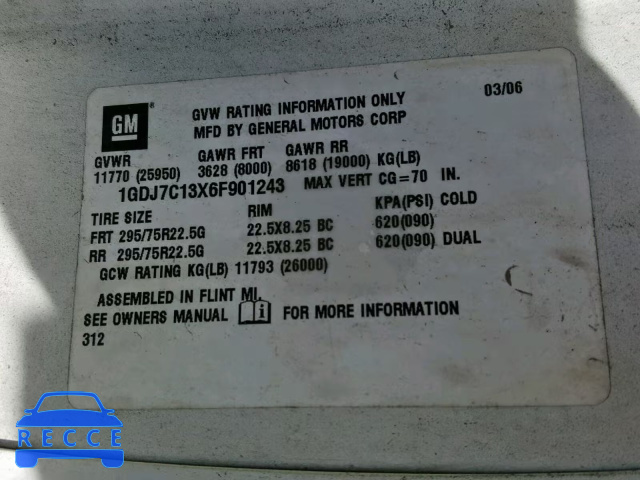 GM
®
GVW RATING INFORMATION ONLY 03/06
MFD BY GENERAL MOTORS CORP
GVWR GAWR FRT GAWR RR
11770 (25950) 3628 (8000) 8618 (19000) KG(LB)
1GDJ7C13X6F901243 MAX VERT CG=70 IN.
TIRE SIZE RIM KPA(PSI) COLD
FRT 295/75R22.5G 22.5X8.25 BC 620(090)
RR 295/75R22.5G 22.5X8.25 BC 620(090) DUAL
GCW RATING KG(LB) 11793 (26000)
ASSEMBLED IN FLINT MI.
SEE OWNERS MANUAL i FOR MORE INFORMATION
312
RECCE